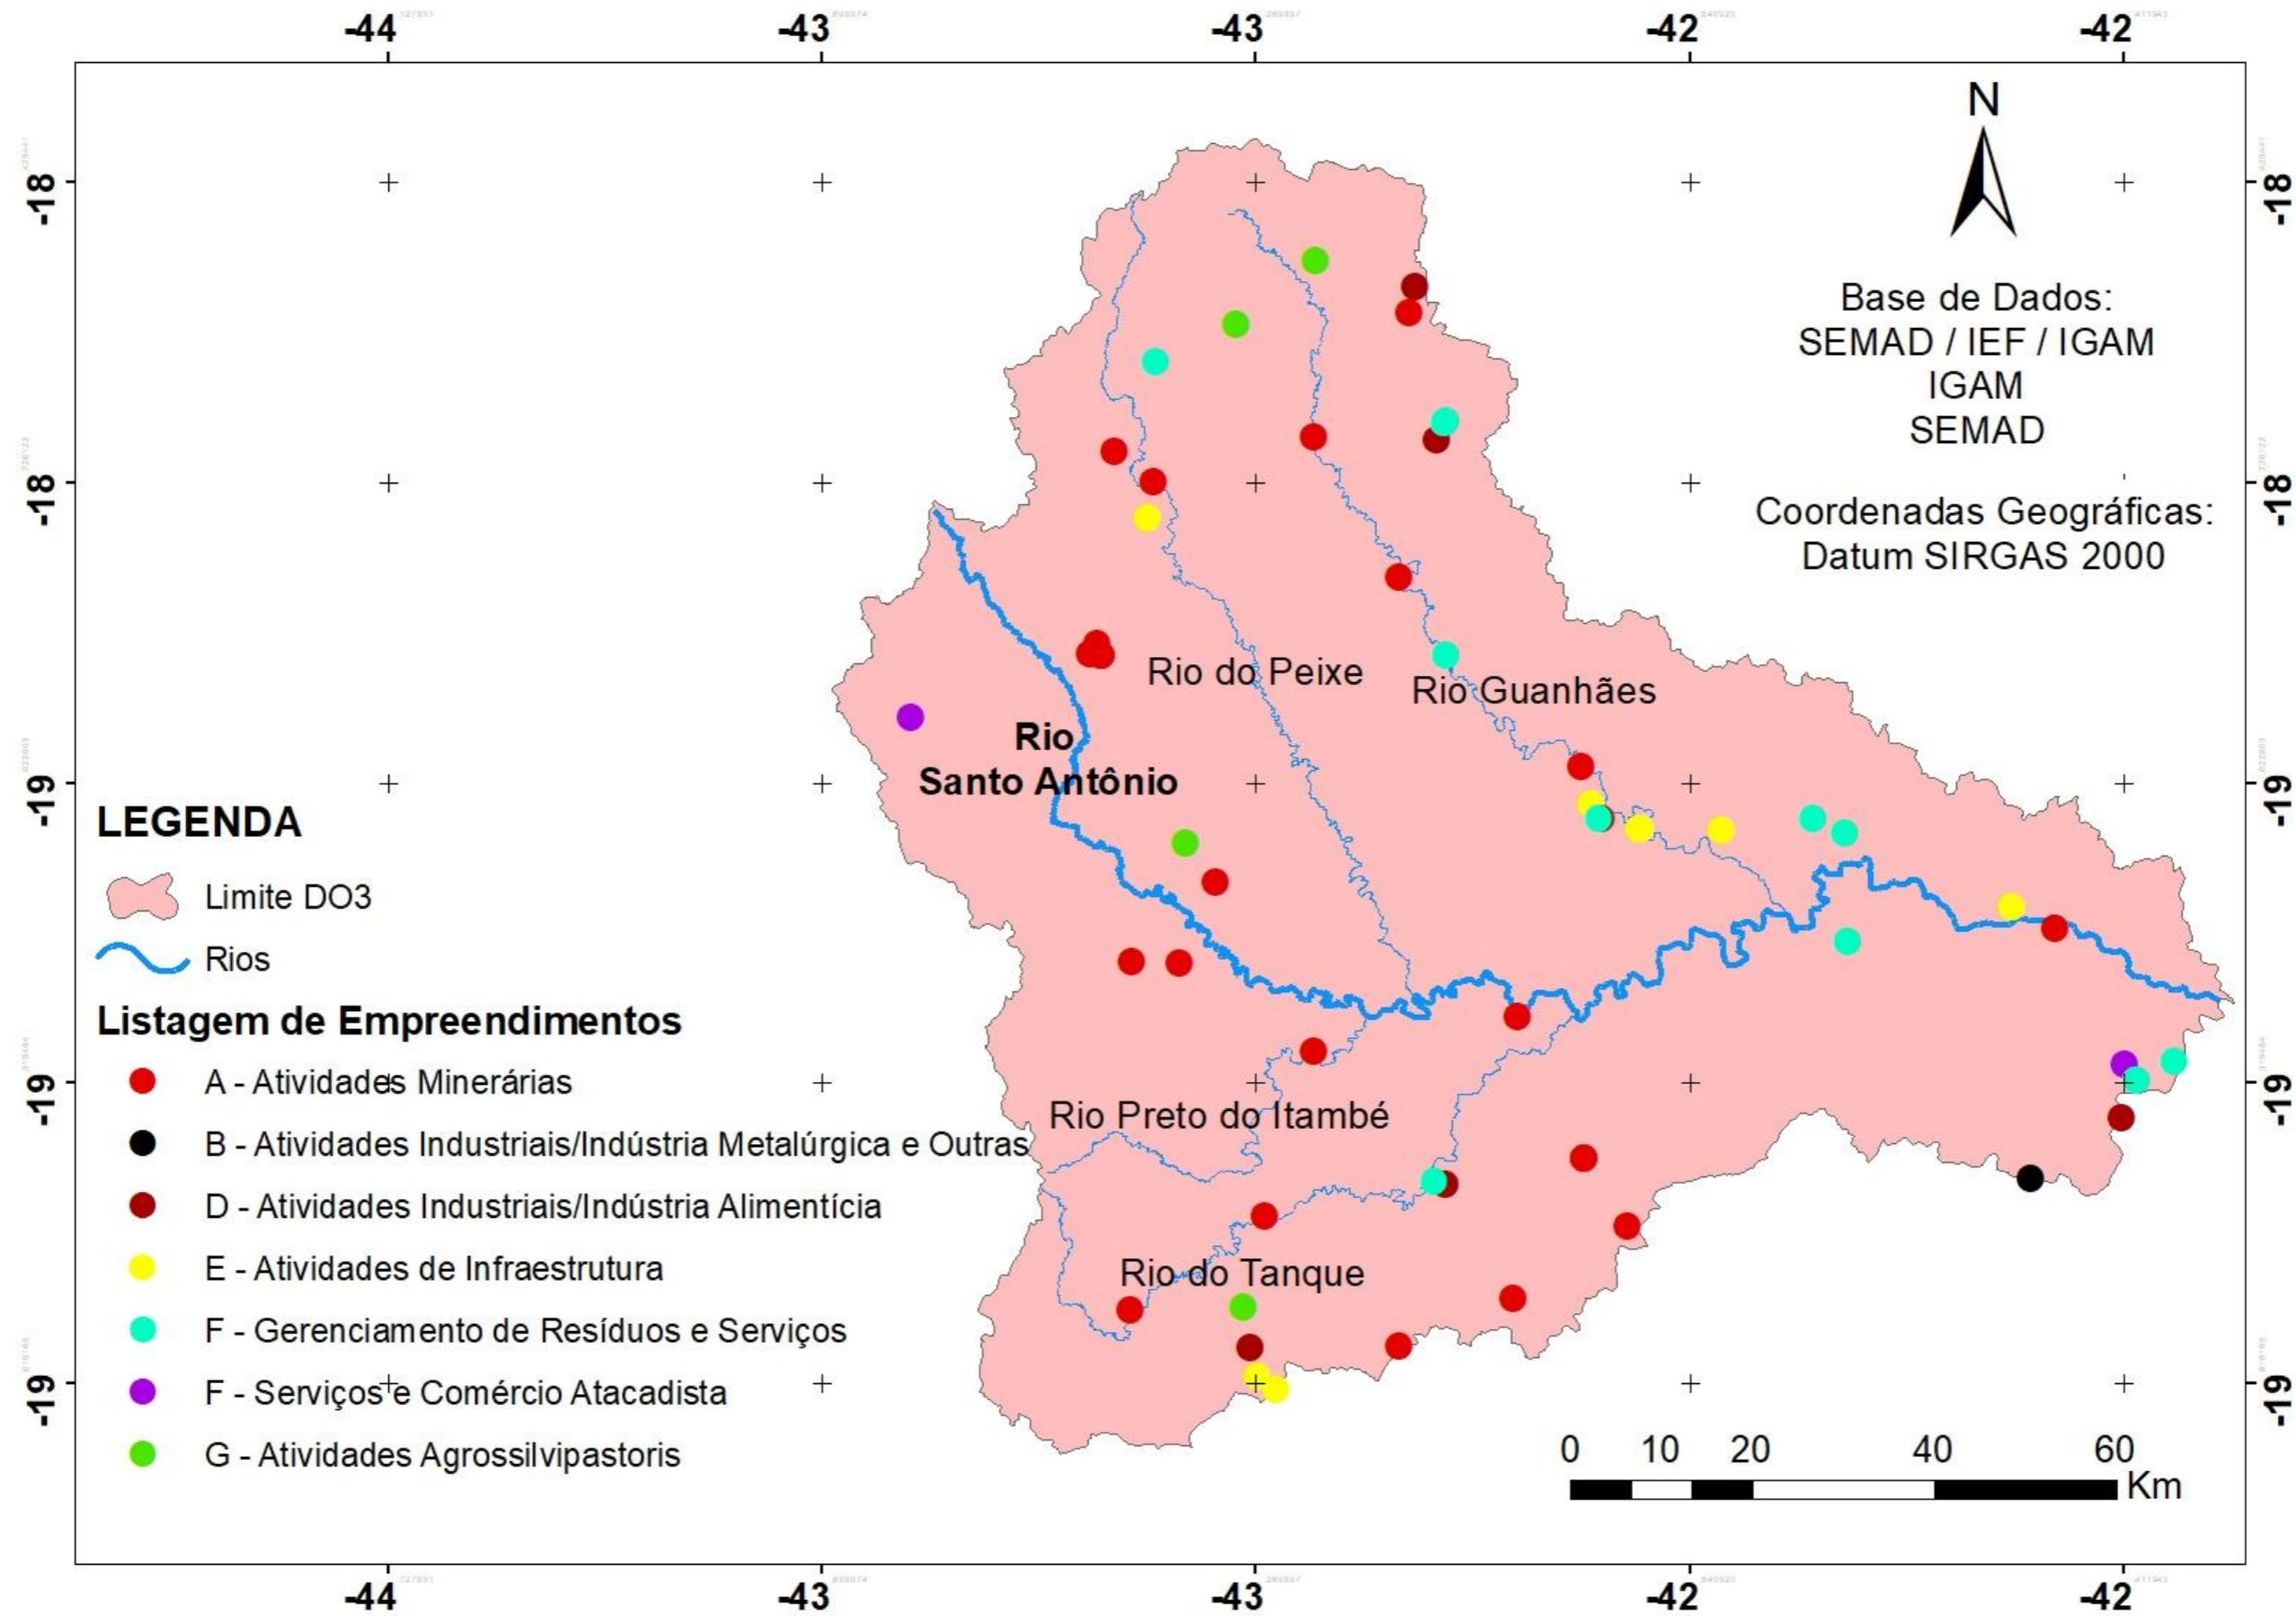 -44 -43 -43 -42 -42
N
-18 -18
Base de Dados:
SEMAD / IEF / IGAM
IGAM
SEMAD
-18 -18
Coordenadas Geográficas:
Datum SIRGAS 2000
Rio do Peixe
Rio Guanhães
Rio
Santo Antônio
-19 -19
LEGENDA
Limite DO3
Rios
Listagem de Empreendimentos
-19 -19
A - Atividades Minerárias
Rio Preto do Itambé
B - Atividades Industriais/Indústria Metalúrgica e Outras
D - Atividades Industriais/Indústria Alimentícia
E - Atividades de Infraestrutura
Rio do Tanque
F - Gerenciamento de Resíduos e Serviços
-19 -19
F - Serviços e Comércio Atacadista
G - Atividades Agrossilvipastoris
0 10 20 40 60
Km
-44 -43 -43 -42 -42